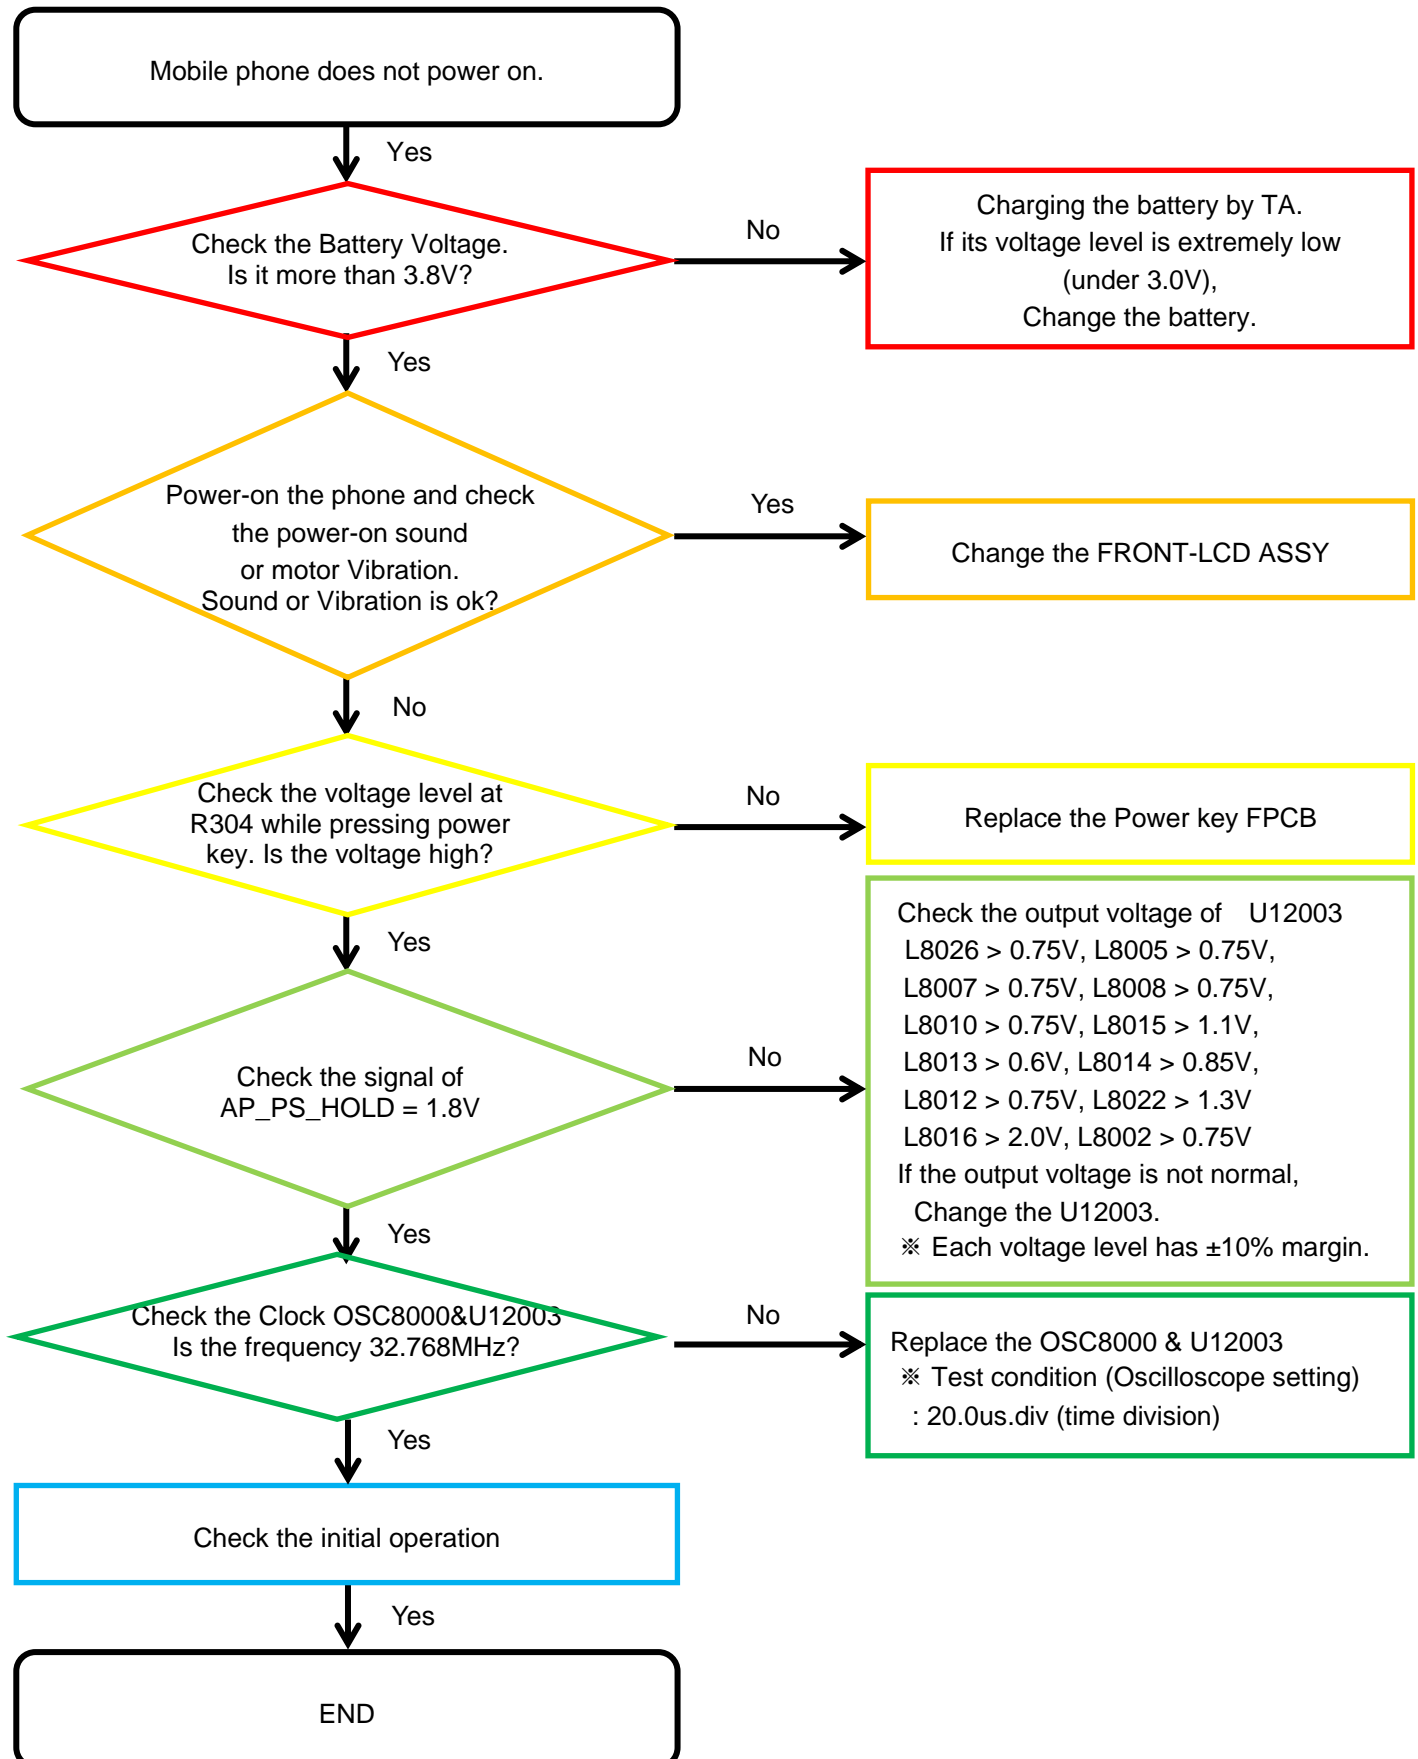 Mobile phone does not power on.
Yes
Check the Battery Voltage.
Is it more than 3.8V?
No
Charging the battery by TA.
If its voltage level is extremely low
(under 3.0V),
Change the battery.
Yes
Power-on the phone and check
the power-on sound
or motor Vibration.
Sound or Vibration is ok?
Yes
Change the FRONT-LCD ASSY
No
Check the voltage level at
R304 while pressing power
key. Is the voltage high?
No
Replace the Power key FPCB
Yes
Check the signal of
AP_PS_HOLD = 1.8V
No
Check the output voltage of U12003
L8026 > 0.75V, L8005 > 0.75V,
L8007 > 0.75V, L8008 > 0.75V,
L8010 > 0.75V, L8015 > 1.1V,
L8013 > 0.6V, L8014 > 0.85V,
L8012 > 0.75V, L8022 > 1.3V
L8016 > 2.0V, L8002 > 0.75V
If the output voltage is not normal,
Change the U12003.
※ Each voltage level has ±10% margin.
Yes
Check the Clock OSC8000&U12003
Is the frequency 32.768MHz?
No
Replace the OSC8000 & U12003
※ Test condition (Oscilloscope setting)
: 20.0us.div (time division)
Yes
Check the initial operation
Yes
END